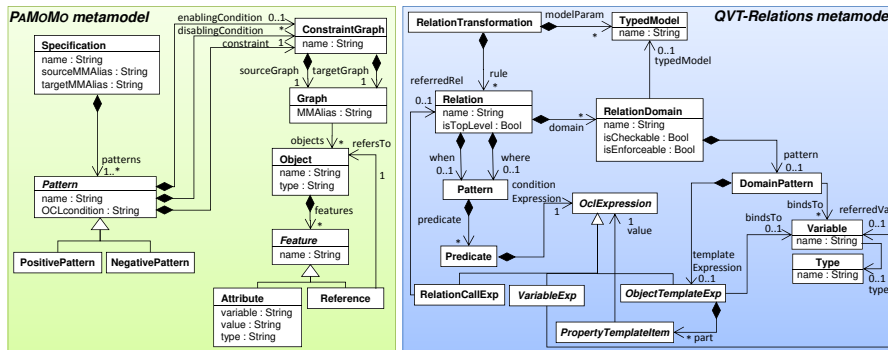 PAMOMO metamodel
Specification
name : String
sourceMMAlias : String
targetMMAlias : String
enablingCondition 0..1
disablingCondition *
constraint 1
ConstraintGraph
name : String
sourceGraph
targetGraph
1
1
Graph
MMAlias : String
objects
*
refersTo
1
Object
name : String
type : String
patterns
1..*
Pattern
name : String
OCLcondition : String
features
*
Feature
name : String
PositivePattern
NegativePattern
Attribute
variable : String
value : String
type : String
Reference
QVT-Relations metamode
RelationTransformation
modelParam
*
TypedModel
name : String
0..1
typedModel
referredRel
0..1
rule
*
Relation
name : String
isTopLevel : Bool
*
domain
RelationDomain
name : String
isCheckable : Bool
isEnforceable : Bool
when
0..1
where
0..1
pattern
0..1
Pattern
condition
Expression
1
OclExpression
DomainPattern
predicate
*
Predicate
1
value
bindsTo
*
bindsTo
0..1
referredVa
0..1
Variable
name : String
Type
name : String
0..1
type
template
Expression
0..1
RelationCallExp
VariableExp
ObjectTemplateExp
PropertyTemplateItem
* part